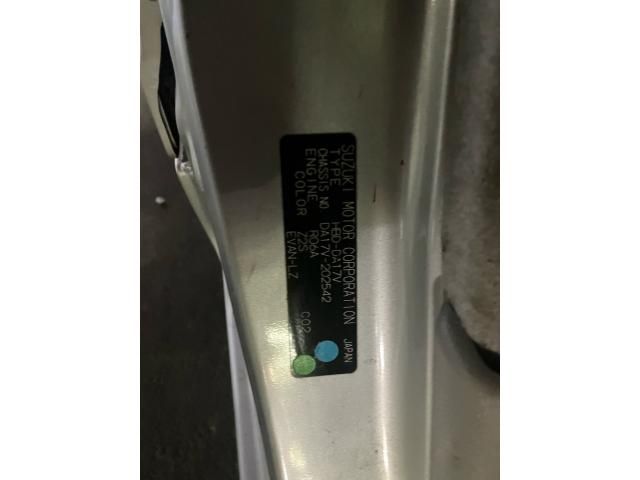 SUZUKI MOTOR CORPORATION JAPAN
TYPE HBD-DA17V
CHASSIS NO. DA17V-202542
ENGINE R06A
COLOR Z2S C02
EVAN-LZ